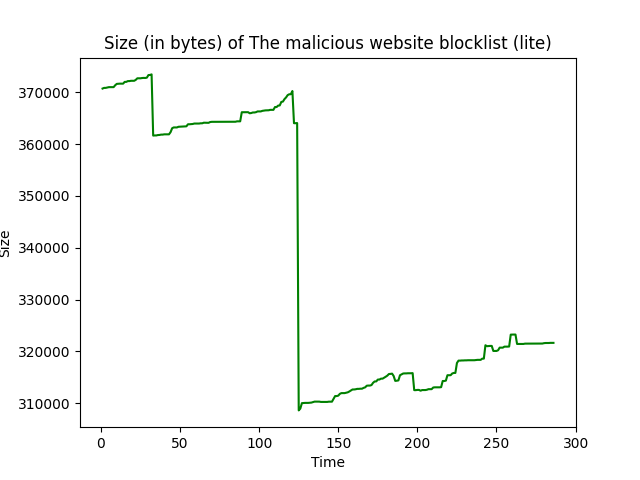 Size (in bytes) of The malicious website blocklist (lite)
370000
360000
350000
340000
330000
320000
310000
Size
0 50 100 150 200 250 300
Time